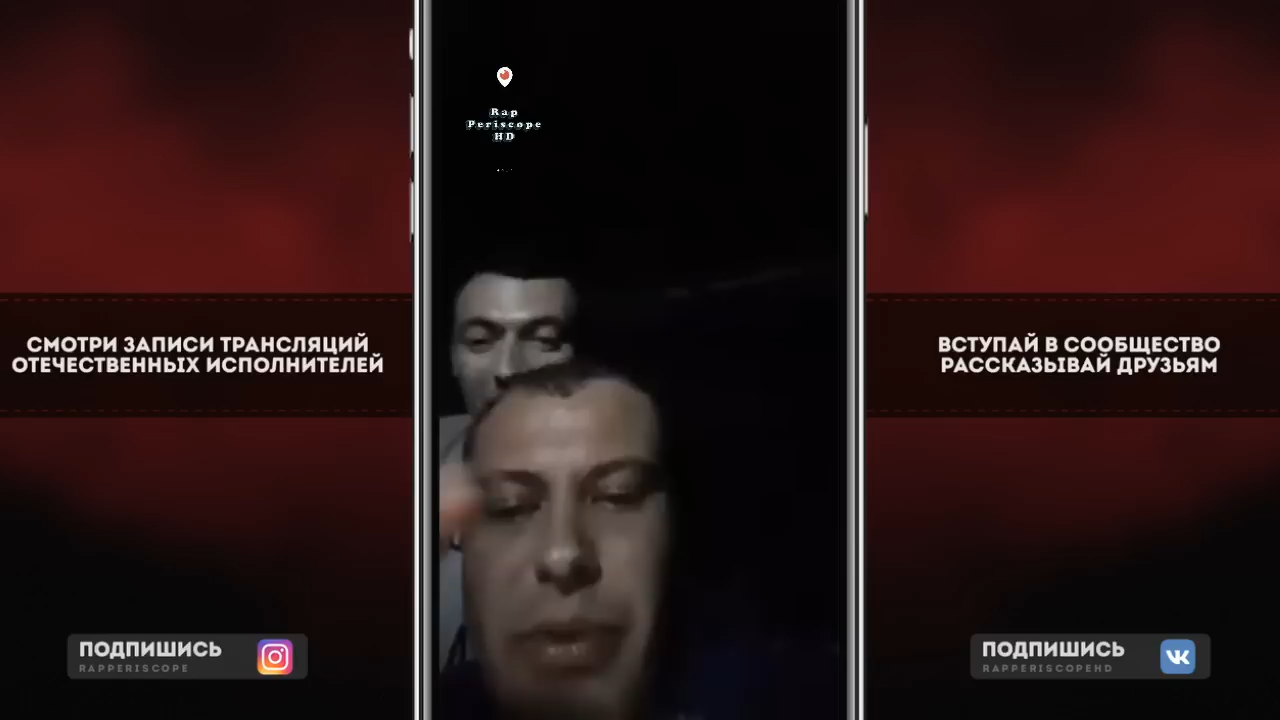 Rap
Periscope
HD
СМОТРИ ЗАПИСИ ТРАНСЛЯЦИЙ
ОТЕЧЕСТВЕННЫХ ИСПОЛНИТЕЛЕЙ
ВСТУПАЙ В СООБЩЕСТВО
РАССКАЗЫВАЙ ДРУЗЬЯМ
ПОДПИШИСЬ
RAPPERISCOPE
ПОДПИШИСЬ
RAPPERISCOPEHD